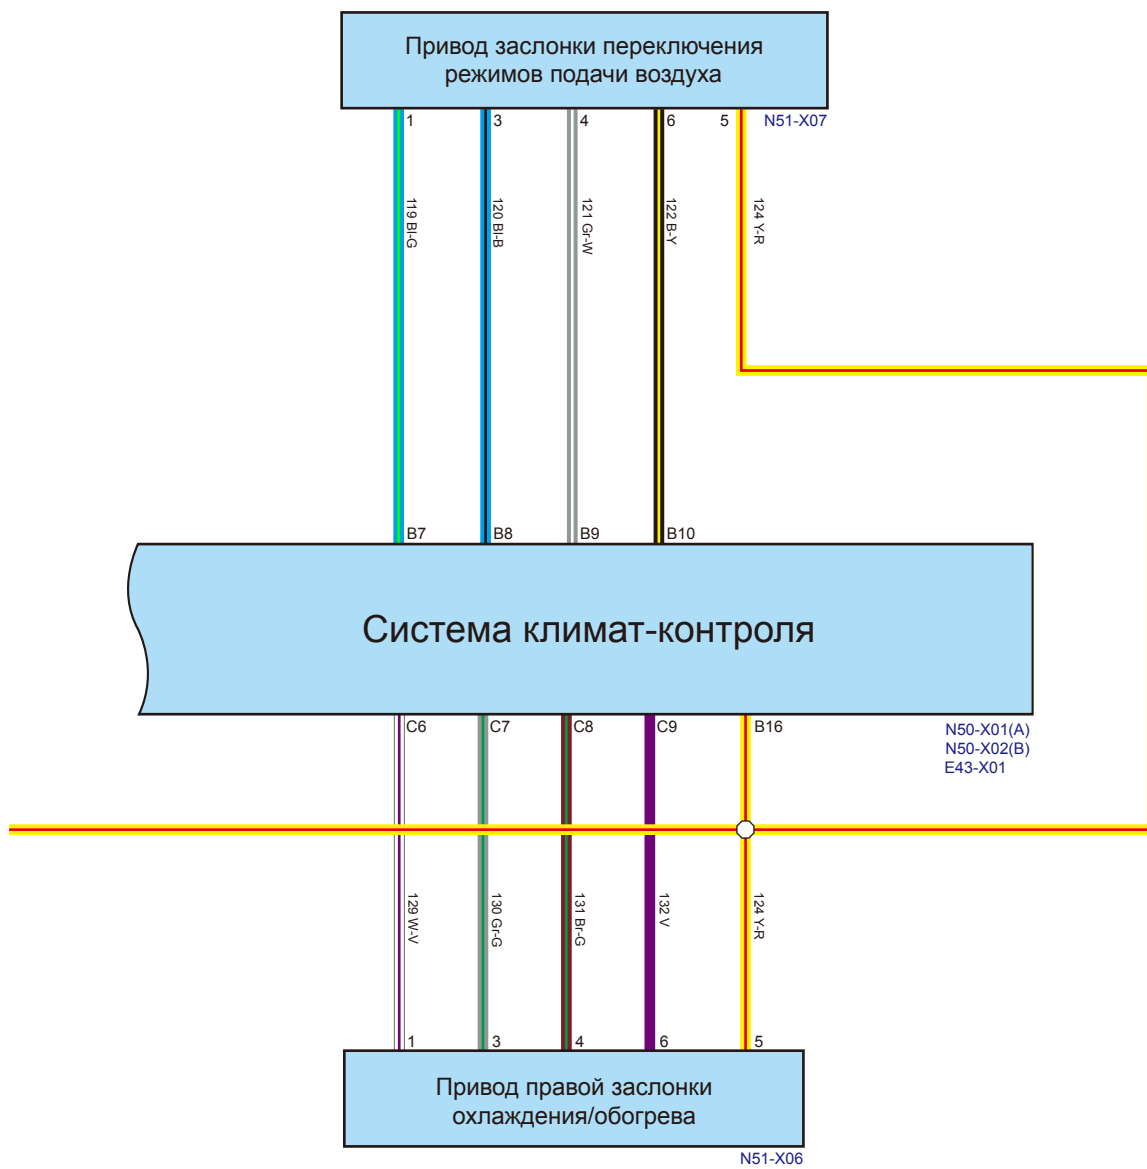 Привод заслонки переключения
режимов подачи воздуха
1 3 4 6 5 N51-X07
119 Bl-G
120 Bl-B
121 Gr-W
122 B-Y
124 Y-R
B7 B8 B9 B10
Система климат-контроля
C6 C7 C8 C9 B16
N50-X01(A)
N50-X02(B)
E43-X01
129 W-V
130 Gr-G
131 Br-G
132 V
124 Y-R
1 3 4 6 5
Привод правой заслонки
охлаждения/обогрева
N51-X06